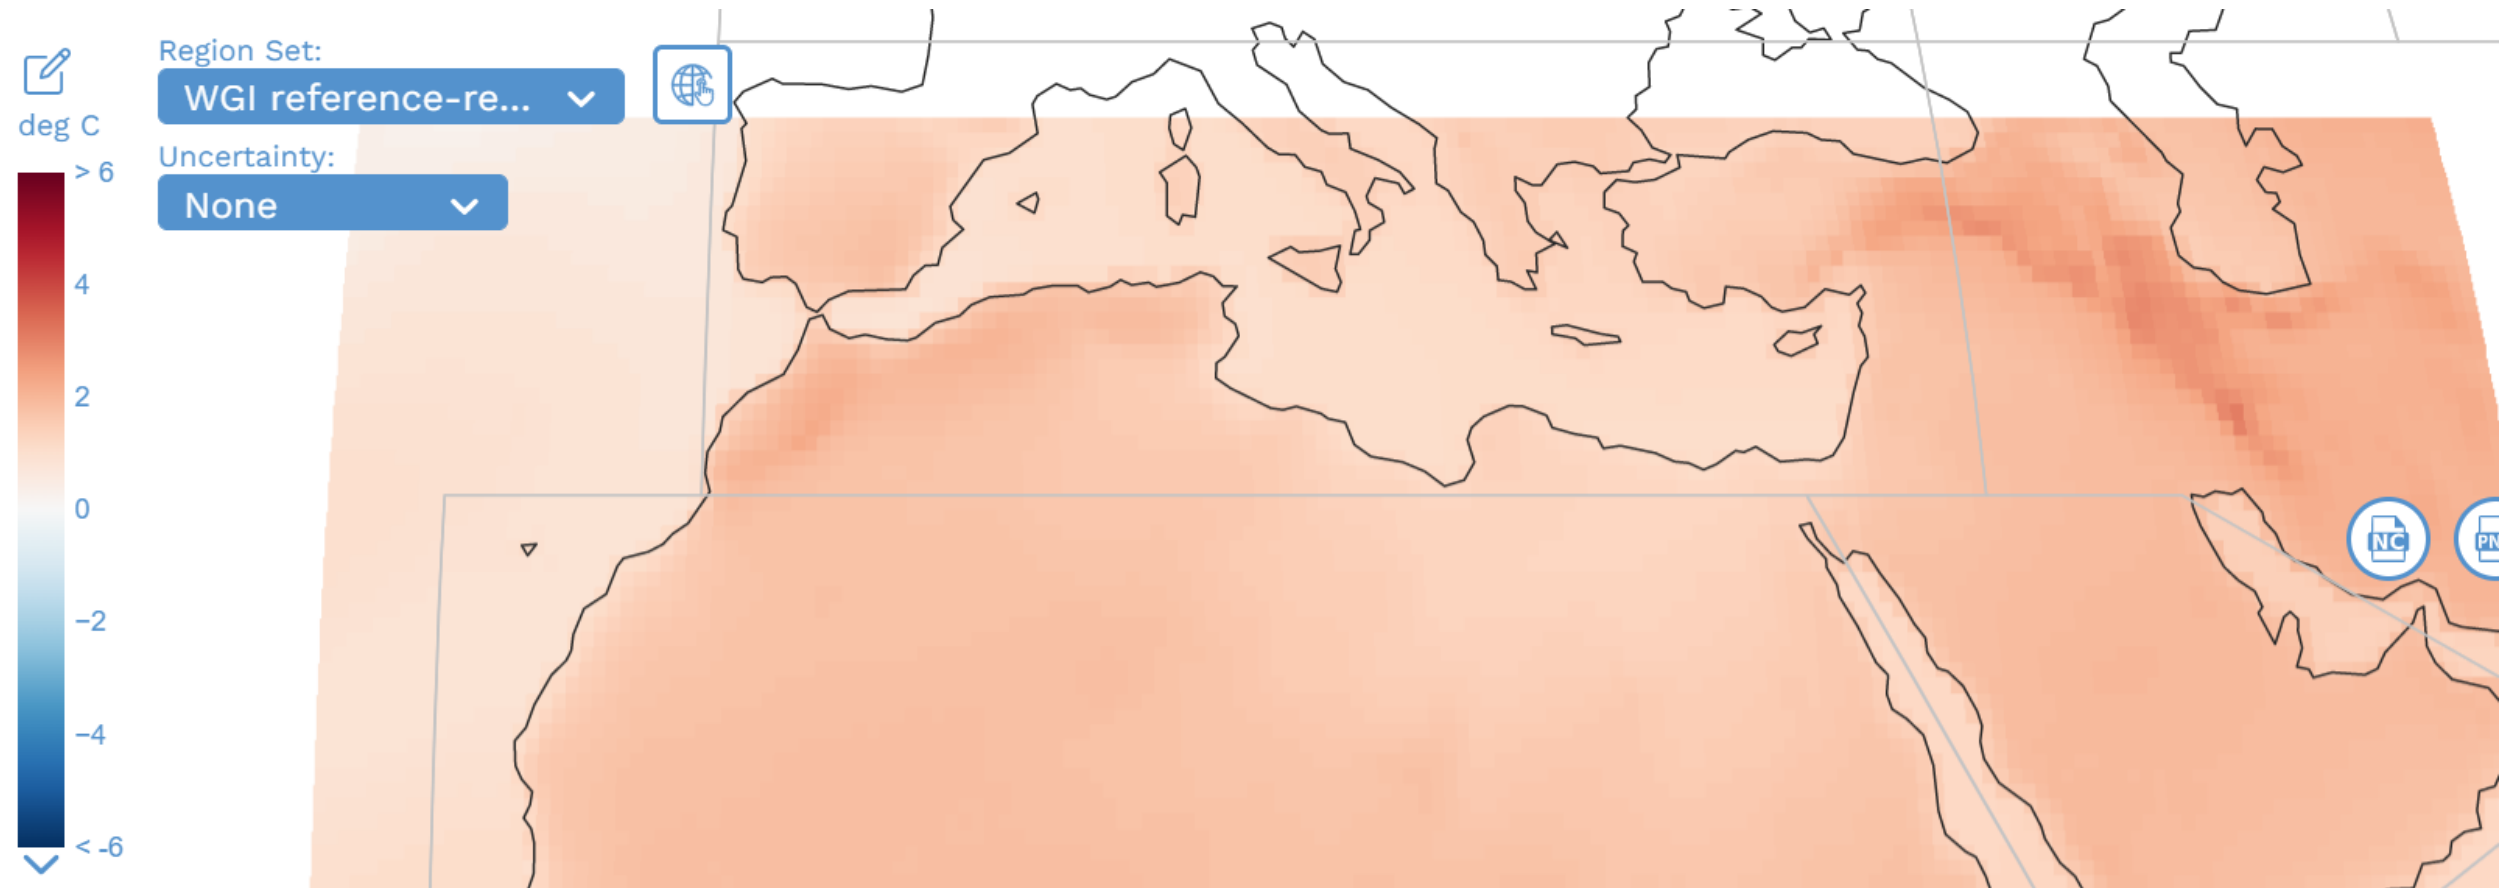 Region Set:
WGI reference-re...
deg C
Uncertainty:
None
> 6
4
2
0
−2
−4
< -6
NC
PN